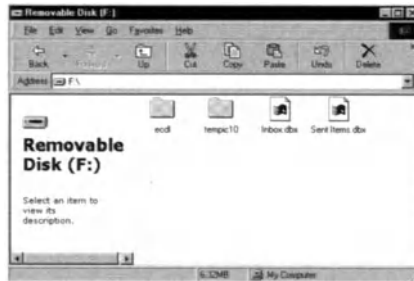 Removable Disk (F:)
File Edit View Go Favorites Help
Back Forward Up Cut Copy Paste Undo Delete
Address F:\
ecdl tempic10 Inbox.dbx Sent Items.dbx
Removable
Disk (F:)
Select an item to
view its
description.
6.32MB My Computer